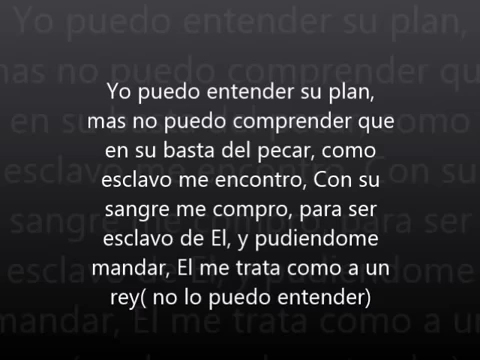 Yo puedo entender su plan,
mas no puedo comprender que
en su basta del pecar, como
esclavo me encontro, Con su
sangre me compro, para ser
esclavo de El, y pudiendome
mandar, El me trata como a un
rey( no lo puedo entender)